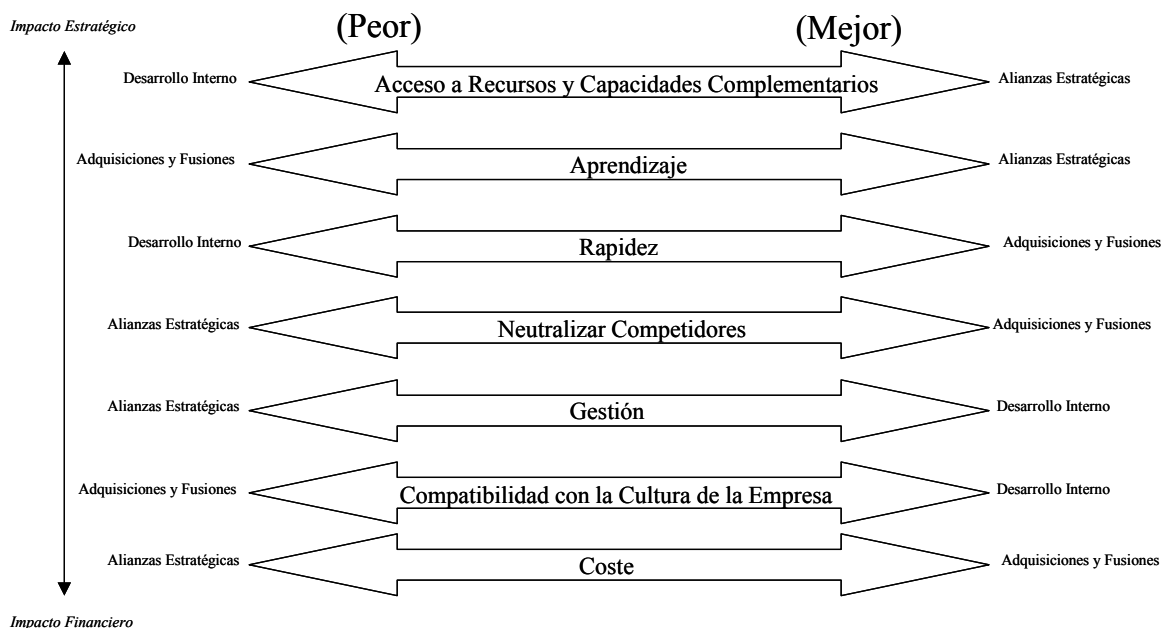 Impacto Estratégico
(Peor)
(Mejor)
Desarrollo Interno
Acceso a Recursos y Capacidades Complementarios
Alianzas Estratégicas
Adquisiciones y Fusiones
Aprendizaje
Alianzas Estratégicas
Desarrollo Interno
Rapidez
Adquisiciones y Fusiones
Alianzas Estratégicas
Neutralizar Competidores
Adquisiciones y Fusiones
Alianzas Estratégicas
Gestión
Desarrollo Interno
Adquisiciones y Fusiones
Compatibilidad con la Cultura de la Empresa
Desarrollo Interno
Alianzas Estratégicas
Coste
Adquisiciones y Fusiones
Impacto Financiero